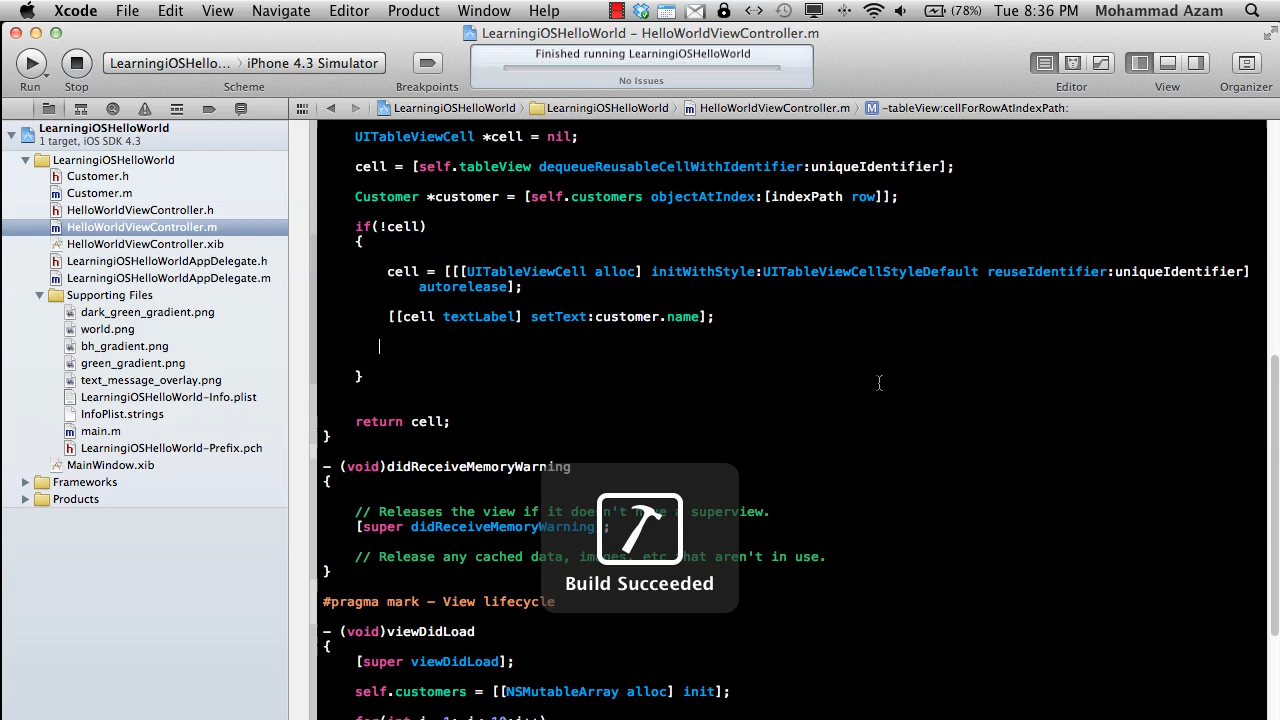 Xcode File Edit View Navigate Editor Product Window Help (78%) Tue 8:36 PM Mohammad Azam
LearningiOSHelloWorld – HelloWorldViewController.m
Finished running LearningiOSHelloWorld
No Issues
LearningiOSHello... iPhone 4.3 Simulator
Run Stop Scheme Breakpoints Editor View Organizer
LearningiOSHelloWorld LearningiOSHelloWorld HelloWorldViewController.m -tableView:cellForRowAtIndexPath:
LearningiOSHelloWorld
1 target, iOS SDK 4.3
LearningiOSHelloWorld
Customer.h
Customer.m
HelloWorldViewController.h
HelloWorldViewController.m
HelloWorldViewController.xib
LearningiOSHelloWorldAppDelegate.h
LearningiOSHelloWorldAppDelegate.m
Supporting Files
dark_green_gradient.png
world.png
bh_gradient.png
green_gradient.png
text_message_overlay.png
LearningiOSHelloWorld-Info.plist
InfoPlist.strings
main.m
LearningiOSHelloWorld-Prefix.pch
MainWindow.xib
Frameworks
Products
UITableViewCell *cell = nil;
cell = [self.tableView dequeueReusableCellWithIdentifier:uniqueIdentifier];
Customer *customer = [self.customers objectAtIndex:[indexPath row]];
if(!cell)
{
cell = [[[UITableViewCell alloc] initWithStyle:UITableViewCellStyleDefault reuseIdentifier:uniqueIdentifier]
autorelease];
[[cell textLabel] setText:customer.name];
}
return cell;
}
- (void)didReceiveMemoryWarning
{
// Releases the view if it doesn't have a superview.
[super didReceiveMemoryWarning];
// Release any cached data, images, etc that aren't in use.
}
#pragma mark - View lifecycle
- (void)viewDidLoad
{
[super viewDidLoad];
self.customers = [[NSMutableArray alloc] init];
Build Succeeded